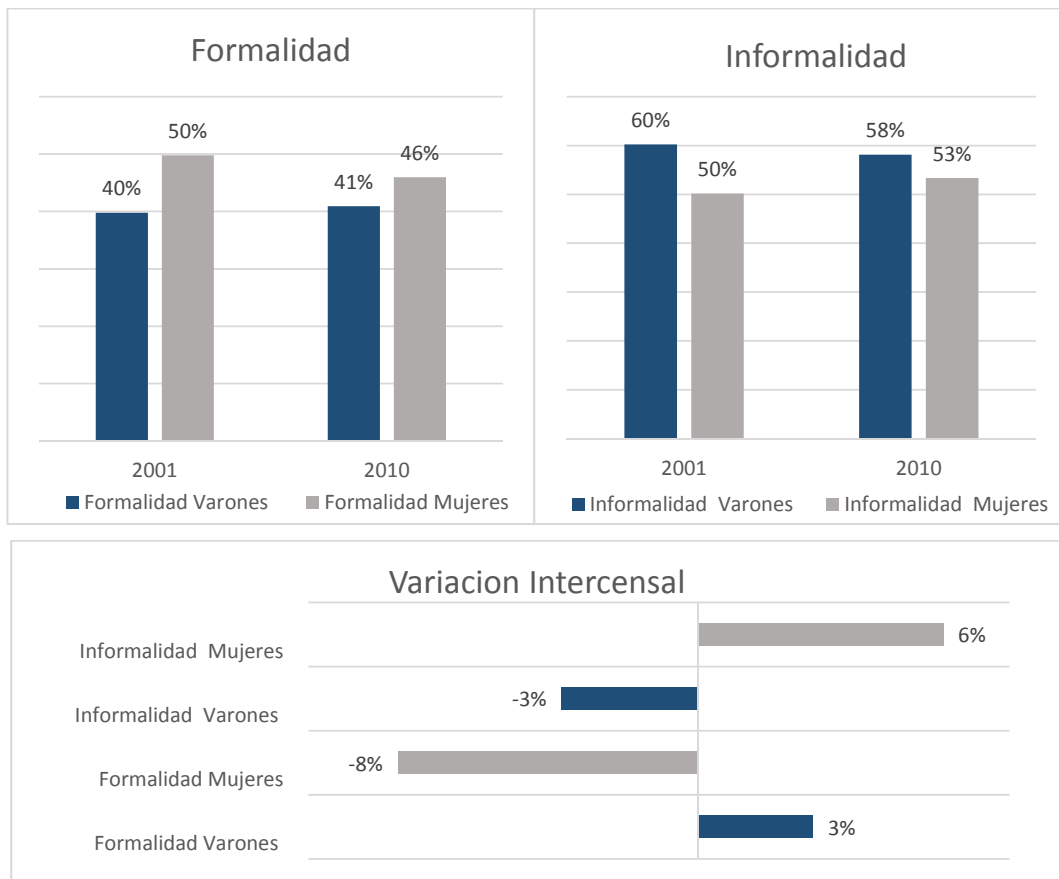 Formalidad
50%
46%
40%
41%
2001
2010
Formalidad Varones
Formalidad Mujeres
Informalidad
60%
58%
50%
53%
2001
2010
Informalidad Varones
Informalidad Mujeres
Variacion Intercensal
Informalidad Mujeres
6%
Informalidad Varones
-3%
Formalidad Mujeres
-8%
Formalidad Varones
3%